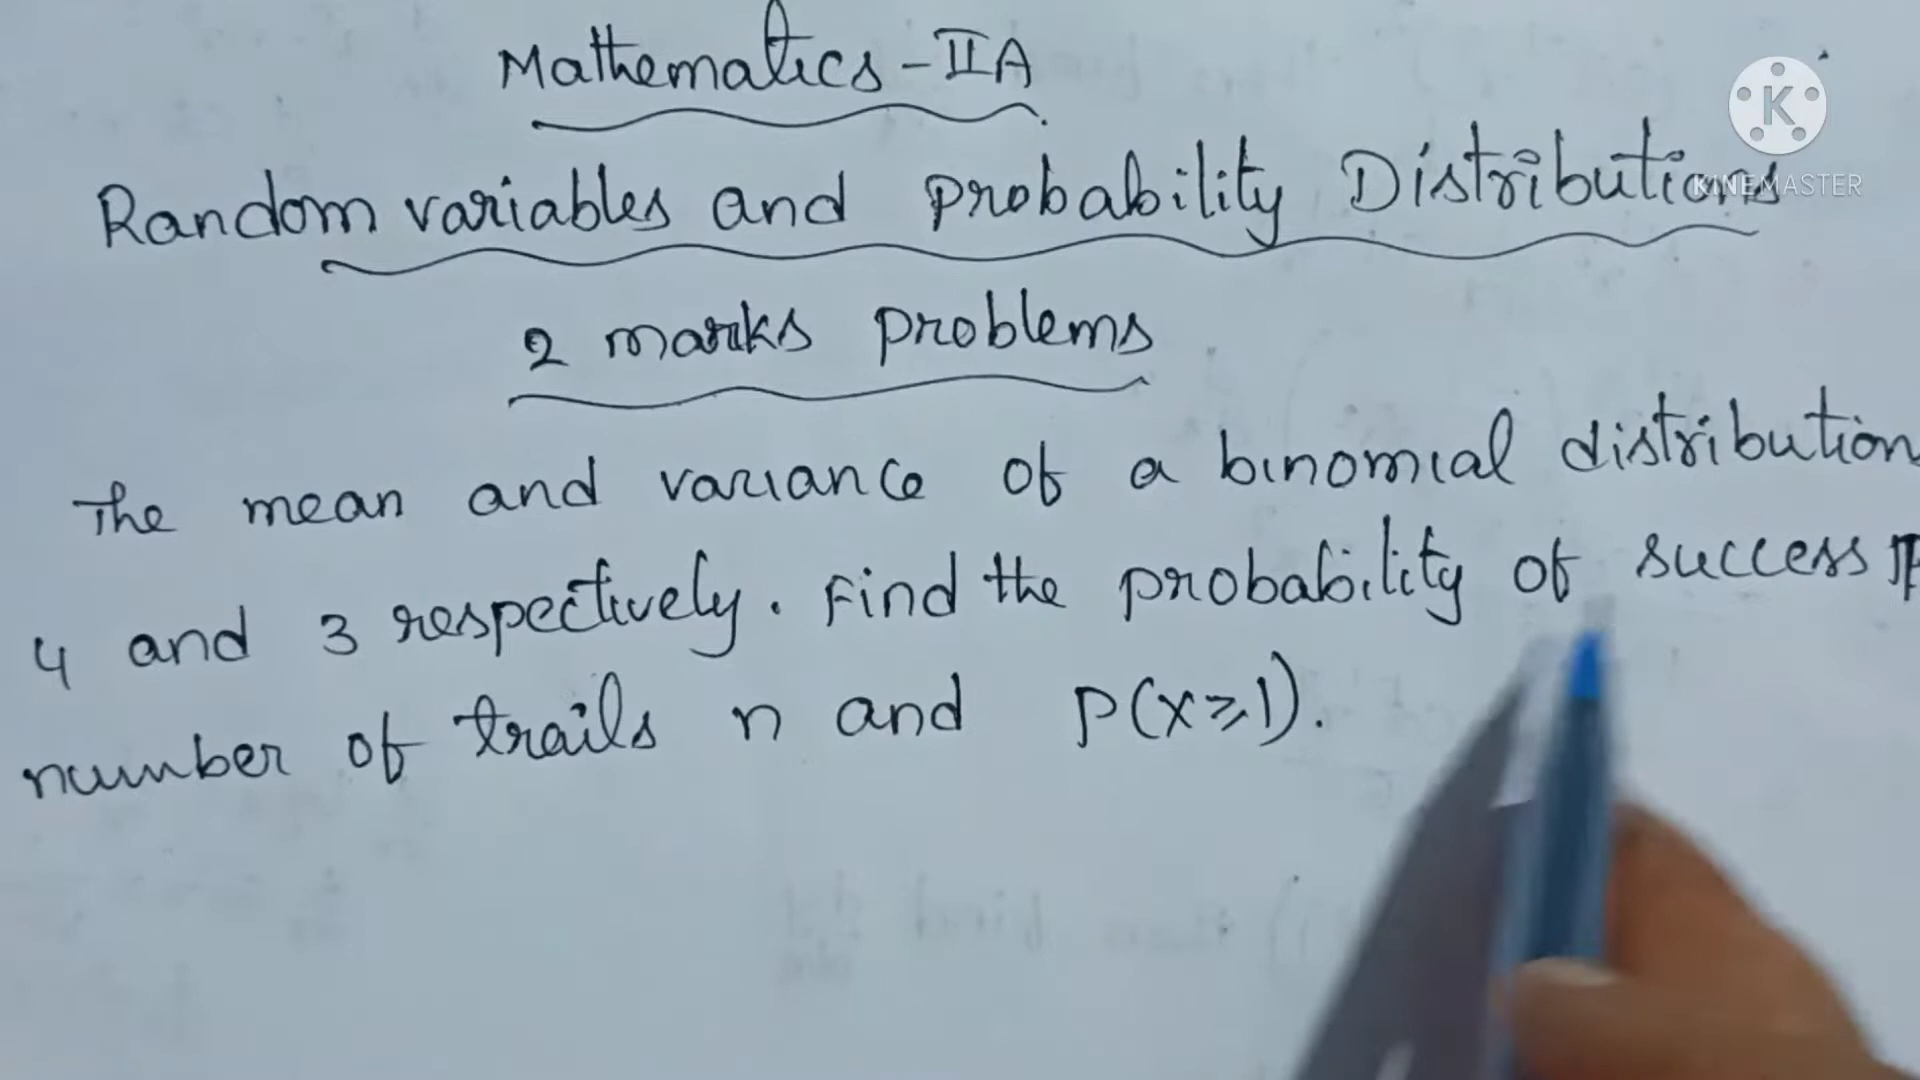 Mathematics - IIA
K
KINEMASTER
Random variables and probability Distributions
2 marks problems
The mean and variance of a binomial distribution
4 and 3 respectively. Find the probability of success P
number of trails n and P(x⩾1).